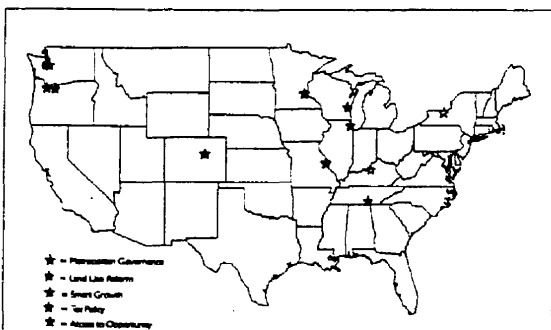 ★ = Metropolitan Governance
★ = Land Use Reform
★ = Smart Growth
★ = Tax Policy
★ = Access to Opportunity